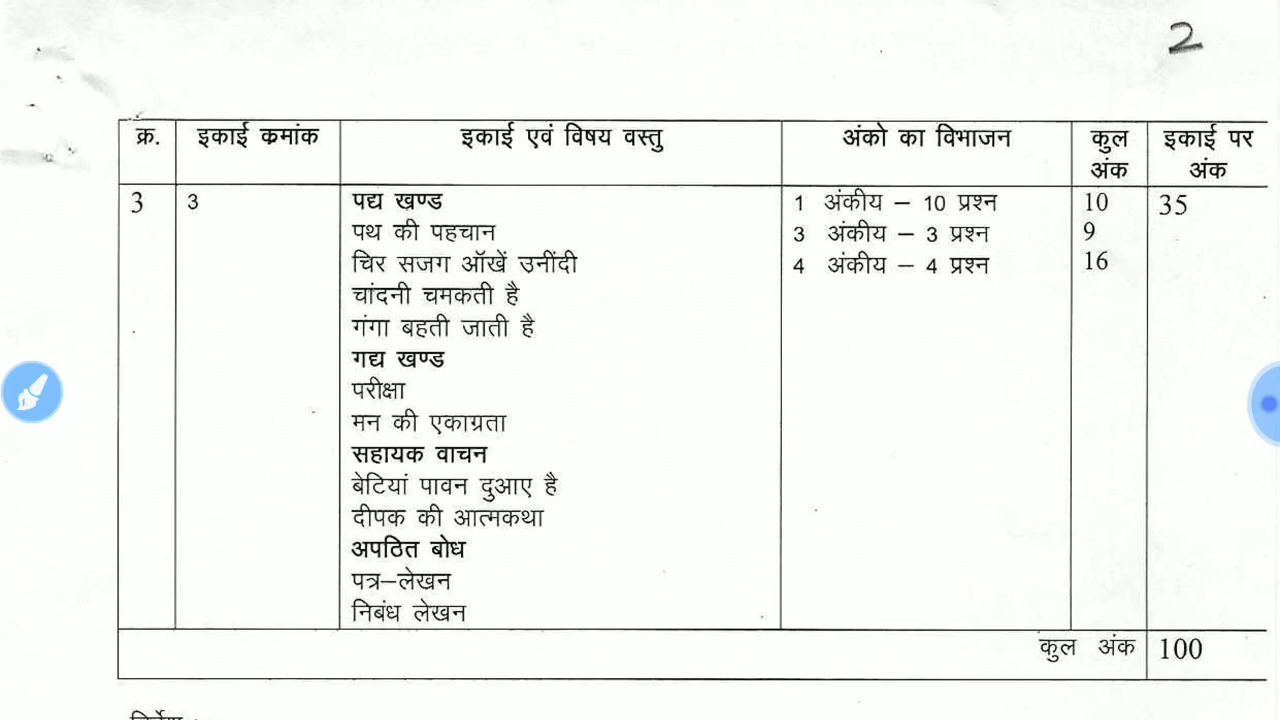 2
क्र. इकाई क्रमांक इकाई एवं विषय वस्तु अंको का विभाजन कुल अंक इकाई पर अंक
3 3 पद्य खण्ड 1 अंकीय – 10 प्रश्न 10 35
पथ की पहचान 3 अंकीय – 3 प्रश्न 9
चिर सजग ऑखें उनींदी 4 अंकीय – 4 प्रश्न 16
चांदनी चमकती है
गंगा बहती जाती है
गद्य खण्ड
परीक्षा
मन की एकाग्रता
सहायक वाचन
बेटियां पावन दुआए है
दीपक की आत्मकथा
अपठित बोध
पत्र–लेखन
निबंध लेखन
कुल अंक 100